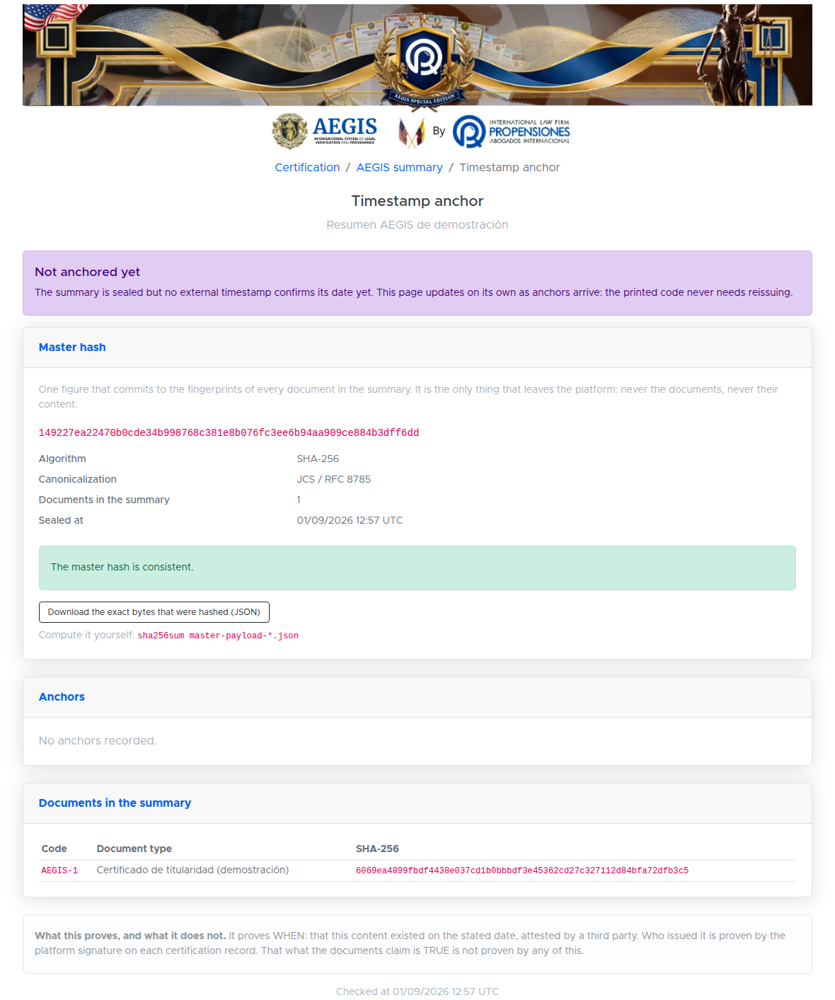 AEGIS SPECIAL EDITION
AEGIS
INTERNATIONAL SYSTEM OF LEGAL
VERIFICATION AND PROVENANCE
By
INTERNATIONAL LAW FIRM
PROPENSIONES
ABOGADOS INTERNACIONAL
Certification / AEGIS summary / Timestamp anchor
Timestamp anchor
Resumen AEGIS de demostración
Not anchored yet
The summary is sealed but no external timestamp confirms its date yet. This page updates on its own as anchors arrive: the printed code never needs reissuing.
Master hash
One figure that commits to the fingerprints of every document in the summary. It is the only thing that leaves the platform: never the documents, never their
content.
149227ea22470b0cde34b998768c381e8b076fc3ee6b94aa909ce884b3dff6dd
Algorithm SHA-256
Canonicalization JCS / RFC 8785
Documents in the summary 1
Sealed at 01/09/2026 12:57 UTC
The master hash is consistent.
Download the exact bytes that were hashed (JSON)
Compute it yourself: sha256sum master-payload-*.json
Anchors
No anchors recorded.
Documents in the summary
Code Document type SHA-256
AEGIS-1 Certificado de titularidad (demostración) 6069ea4899fbdf4438e037cd1b0bbbdf3e45362cd27c327112d84bfa72dfb3c5
What this proves, and what it does not. It proves WHEN: that this content existed on the stated date, attested by a third party. Who issued it is proven by the
platform signature on each certification record. That what the documents claim is TRUE is not proven by any of this.
Checked at 01/09/2026 12:57 UTC